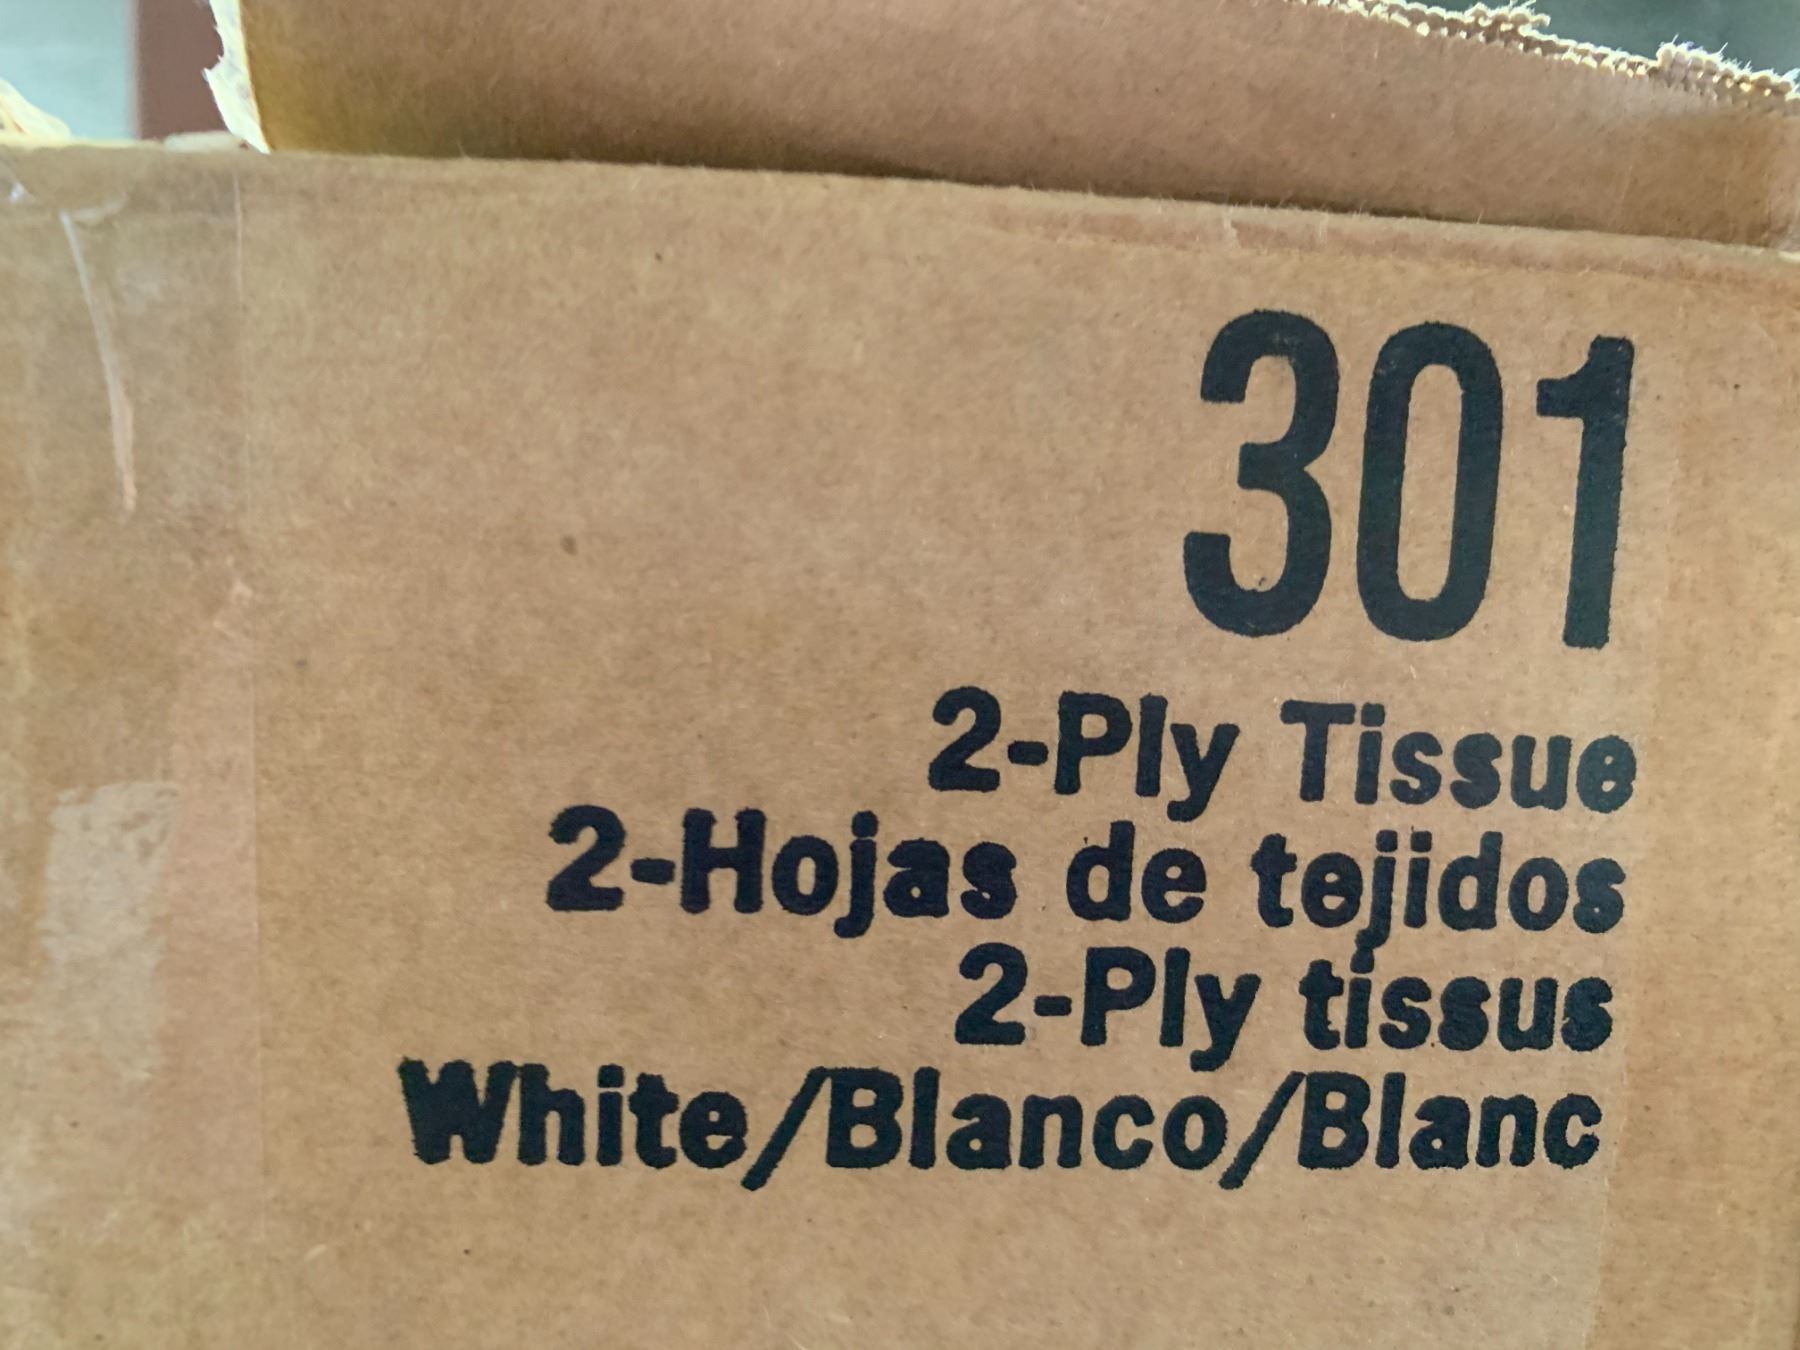 301
2-Ply Tissue
2-Hojas de tejidos
2-Ply tissus
White/Blanco/Blanc